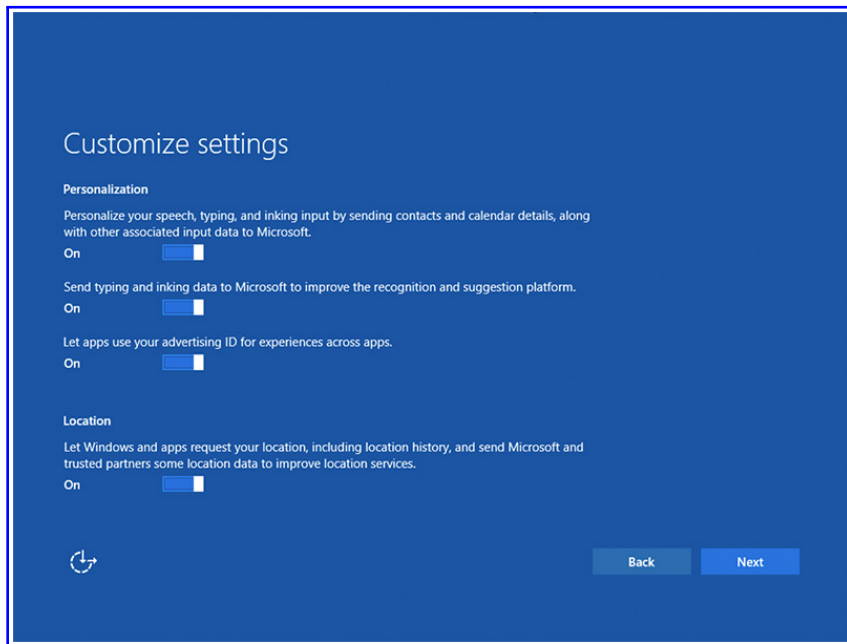 Customize settings
Personalization
Personalize your speech, typing, and inking input by sending contacts and calendar details, along
with other associated input data to Microsoft.
On
Send typing and inking data to Microsoft to improve the recognition and suggestion platform.
On
Let apps use your advertising ID for experiences across apps.
On
Location
Let Windows and apps request your location, including location history, and send Microsoft and
trusted partners some location data to improve location services.
On
Back Next